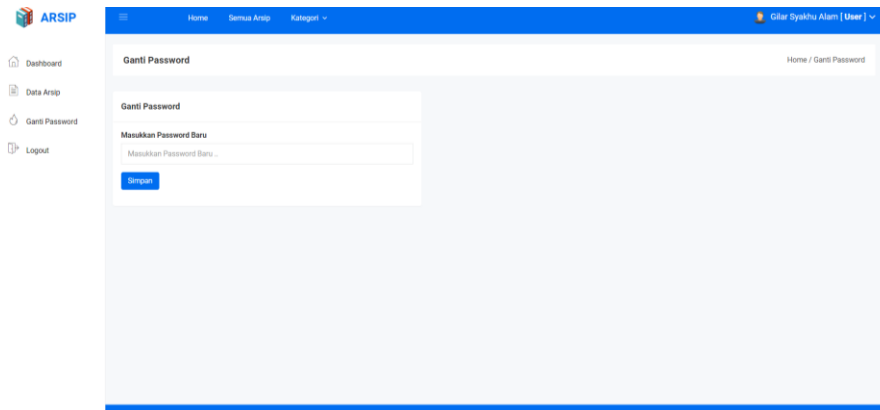 ARSIP
Home Semua Arsip Kategori
Gilar Syakhu Alam [ User ]
Dashboard
Data Arsip
Ganti Password
Logout
Ganti Password
Home / Ganti Password
Ganti Password
Masukkan Password Baru
Masukkan Password Baru ..
Simpan